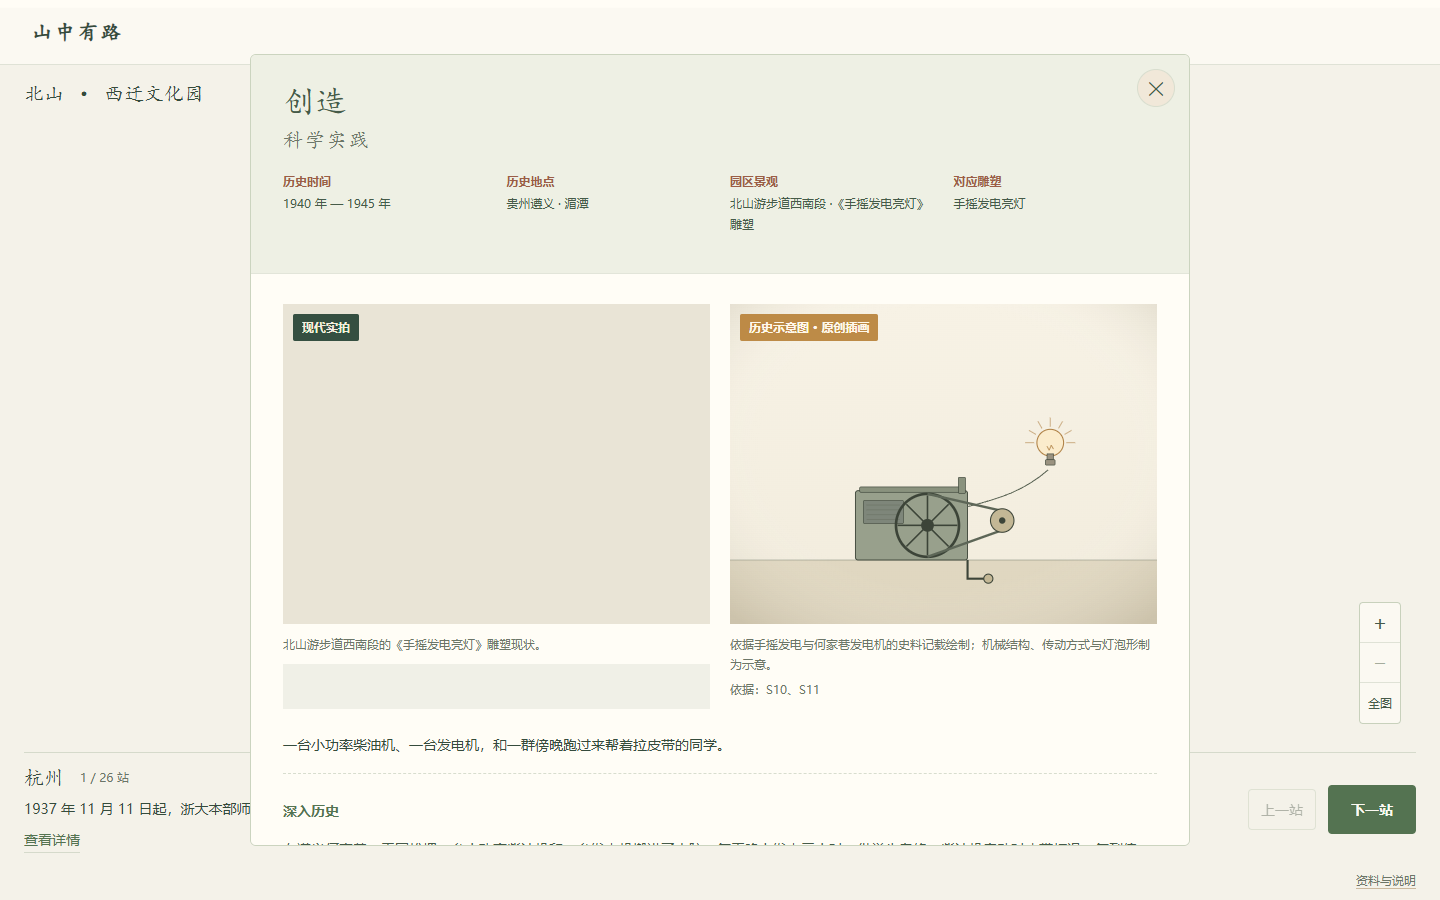 山中有路
北山 • 西迁文化园
创造
科学实践
历史时间
1940 年 — 1945 年
历史地点
贵州遵义 · 湄潭
园区景观
北山游步道西南段 ·《手摇发电亮灯》
雕塑
对应雕塑
手摇发电亮灯
现代实拍
历史示意图 • 原创插画
北山游步道西南段的《手摇发电亮灯》雕塑现状。
依据手摇发电与何家巷发电机的史料记载绘制；机械结构、传动方式与灯泡形制
为示意。
依据：S10、S11
一台小功率柴油机、一台发电机，和一群傍晚跑过来帮着拉皮带的同学。
深入历史
+
−
全图
杭州 1 / 26 站
1937 年 11 月 11 日起，浙大本部师
查看详情
上一站
下一站
资料与说明